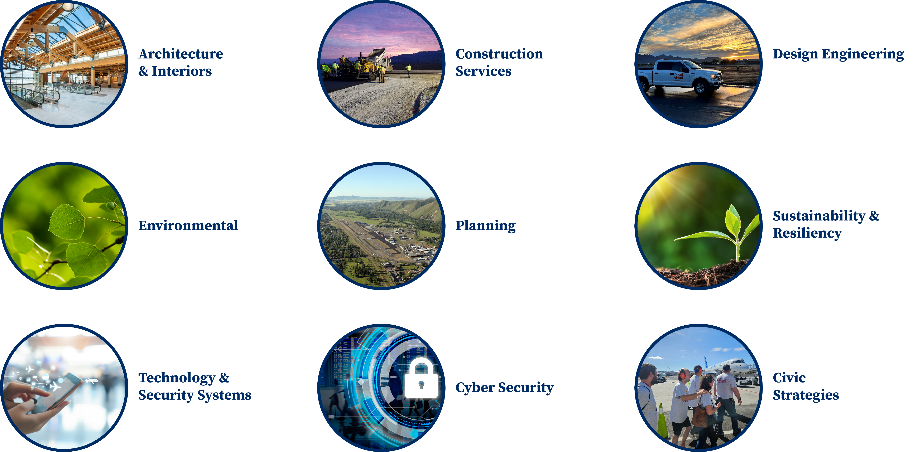 Architecture
& Interiors
Construction
Services
Design Engineering
Environmental
Planning
Sustainability &
Resiliency
Technology &
Security Systems
Cyber Security
Civic
Strategies